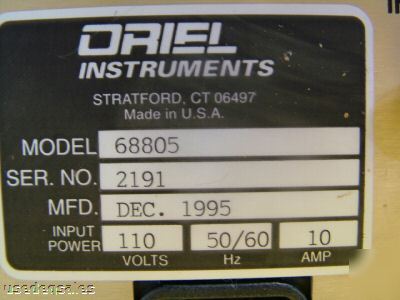 ORIEL
INSTRUMENTS
STRATFORD, CT 06497
Made in U.S.A.
MODEL 68805
SER. NO. 2191
MFD. DEC. 1995
INPUT POWER 110 VOLTS 50/60 Hz 10 AMP